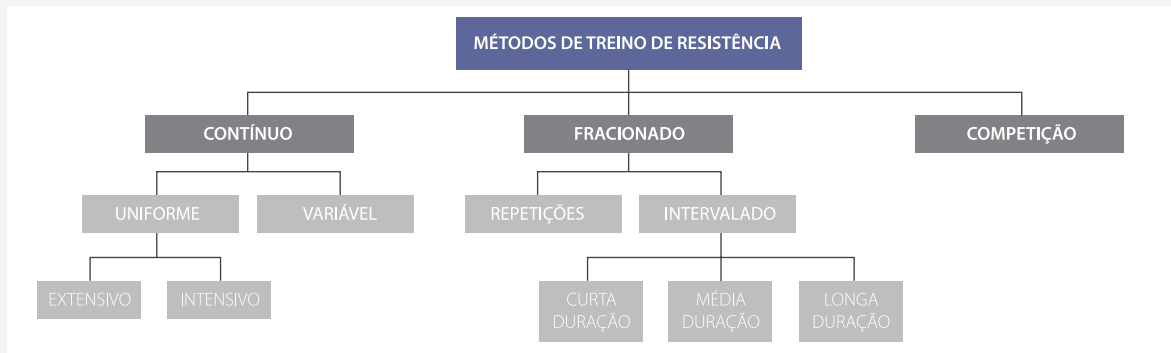 MÉTODOS DE TREINO DE RESISTÊNCIA
CONTÍNUO
FRACIONADO
COMPETIÇÃO
UNIFORME
VARIÁVEL
REPETIÇÕES
INTERVALADO
EXTENSIVO
INTENSIVO
CURTA
DURAÇÃO
MÉDIA
DURAÇÃO
LONGA
DURAÇÃO